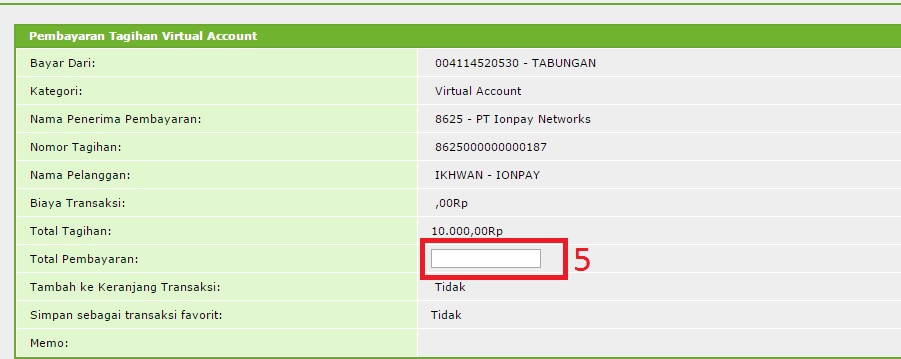 Pembayaran Tagihan Virtual Account
Bayar Dari: 004114520530 - TABUNGAN
Kategori: Virtual Account
Nama Penerima Pembayaran: 8625 - PT Ionpay Networks
Nomor Tagihan: 8625000000000187
Nama Pelanggan: IKHWAN - IONPAY
Biaya Transaksi: ,00Rp
Total Tagihan: 10.000,00Rp
Total Pembayaran: 5
Tambah ke Keranjang Transaksi: Tidak
Simpan sebagai transaksi favorit: Tidak
Memo: